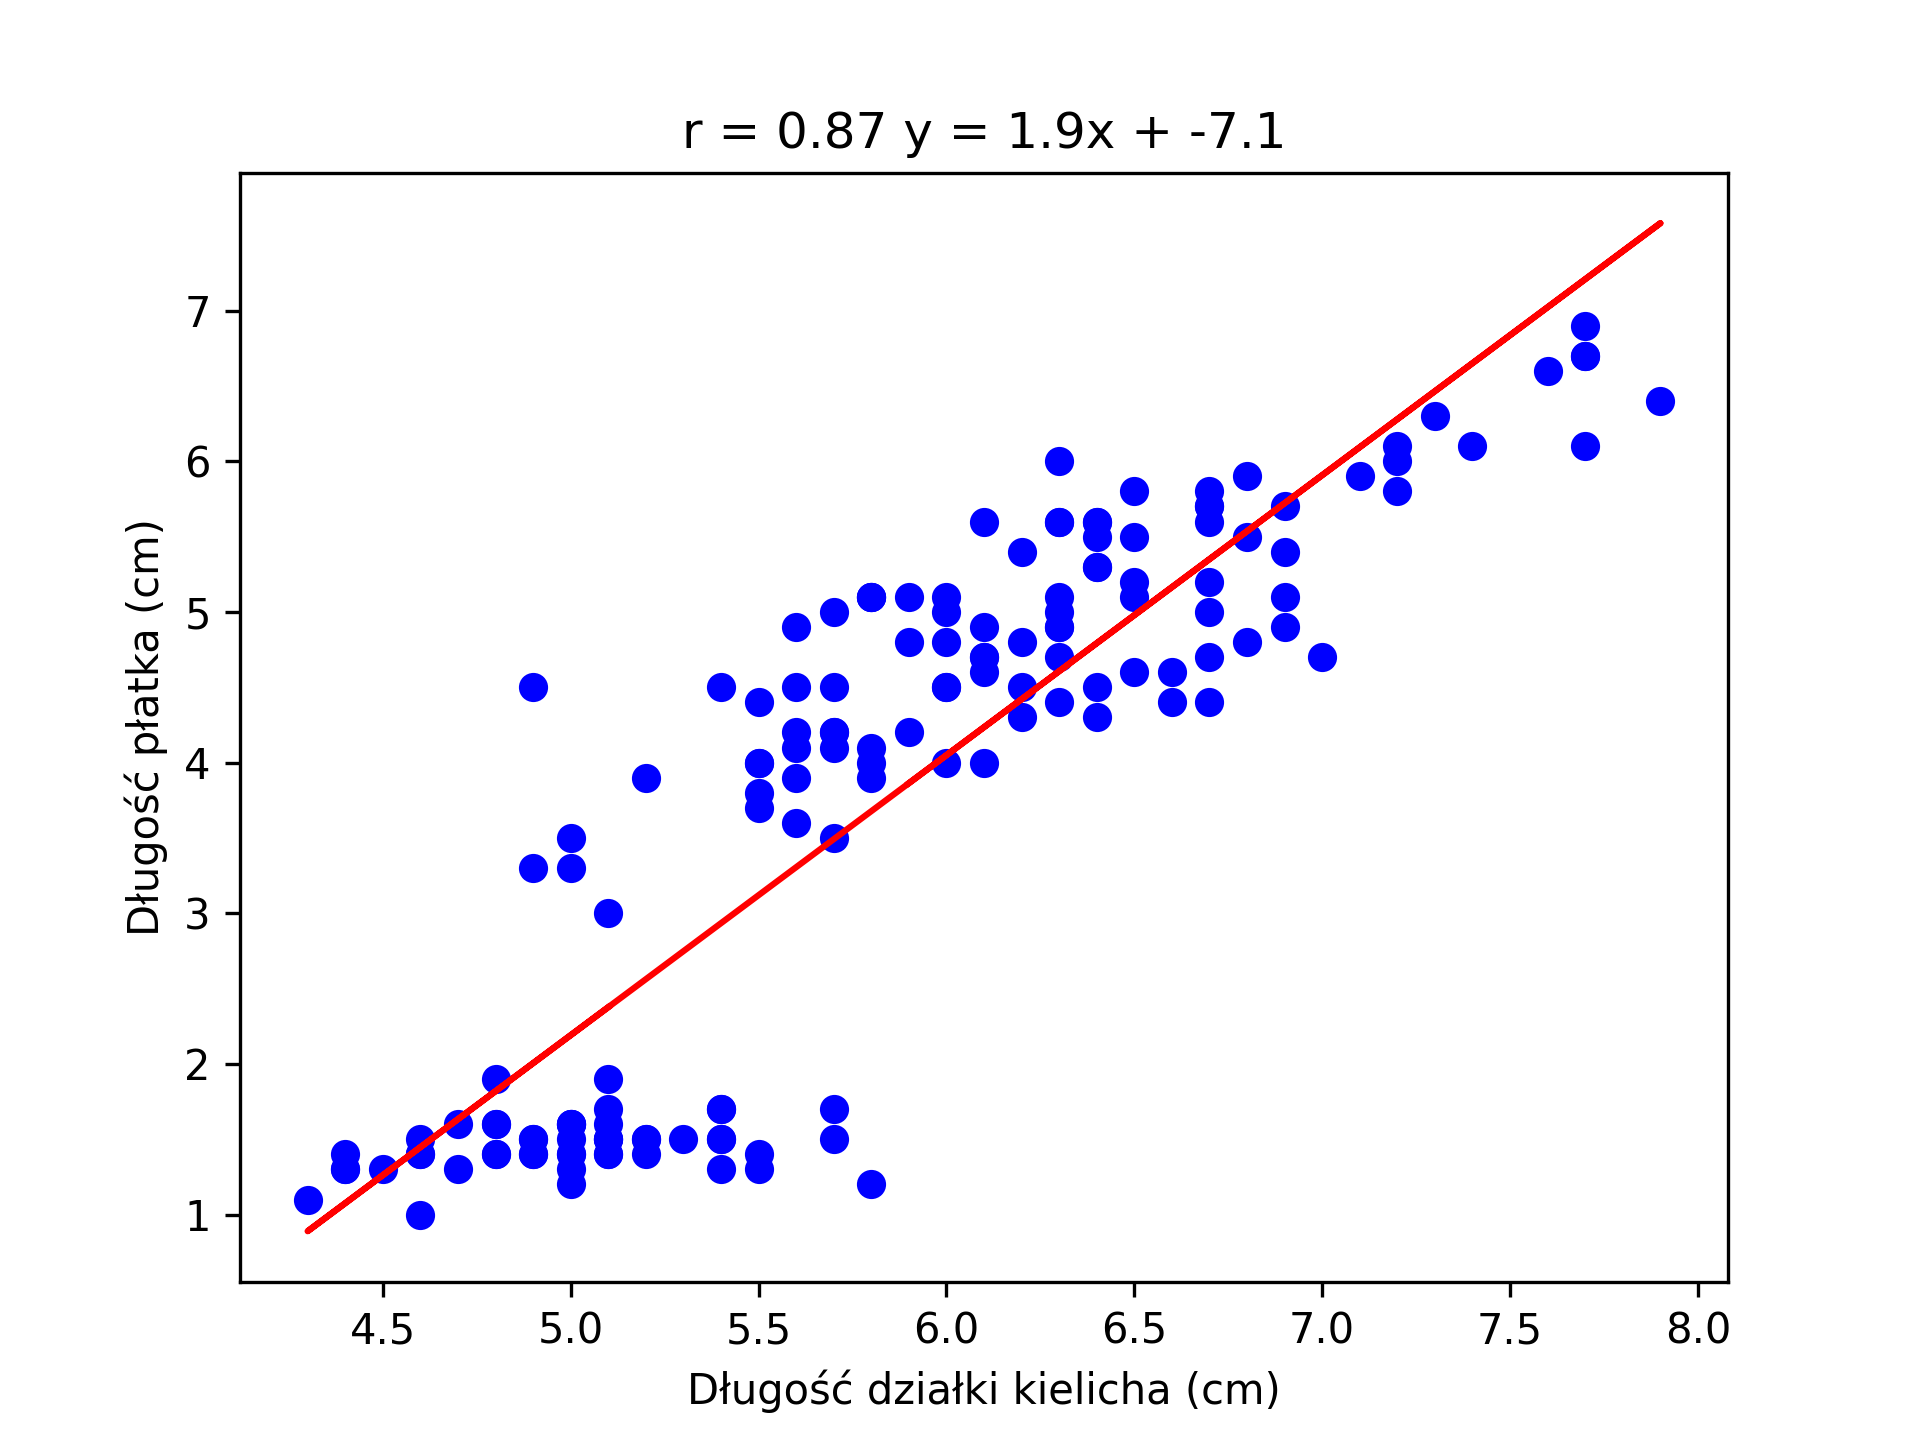 r = 0.87 y = 1.9x + -7.1
Długość płatka (cm)
7
6
5
4
3
2
1
4.5 5.0 5.5 6.0 6.5 7.0 7.5 8.0
Długość działki kielicha (cm)